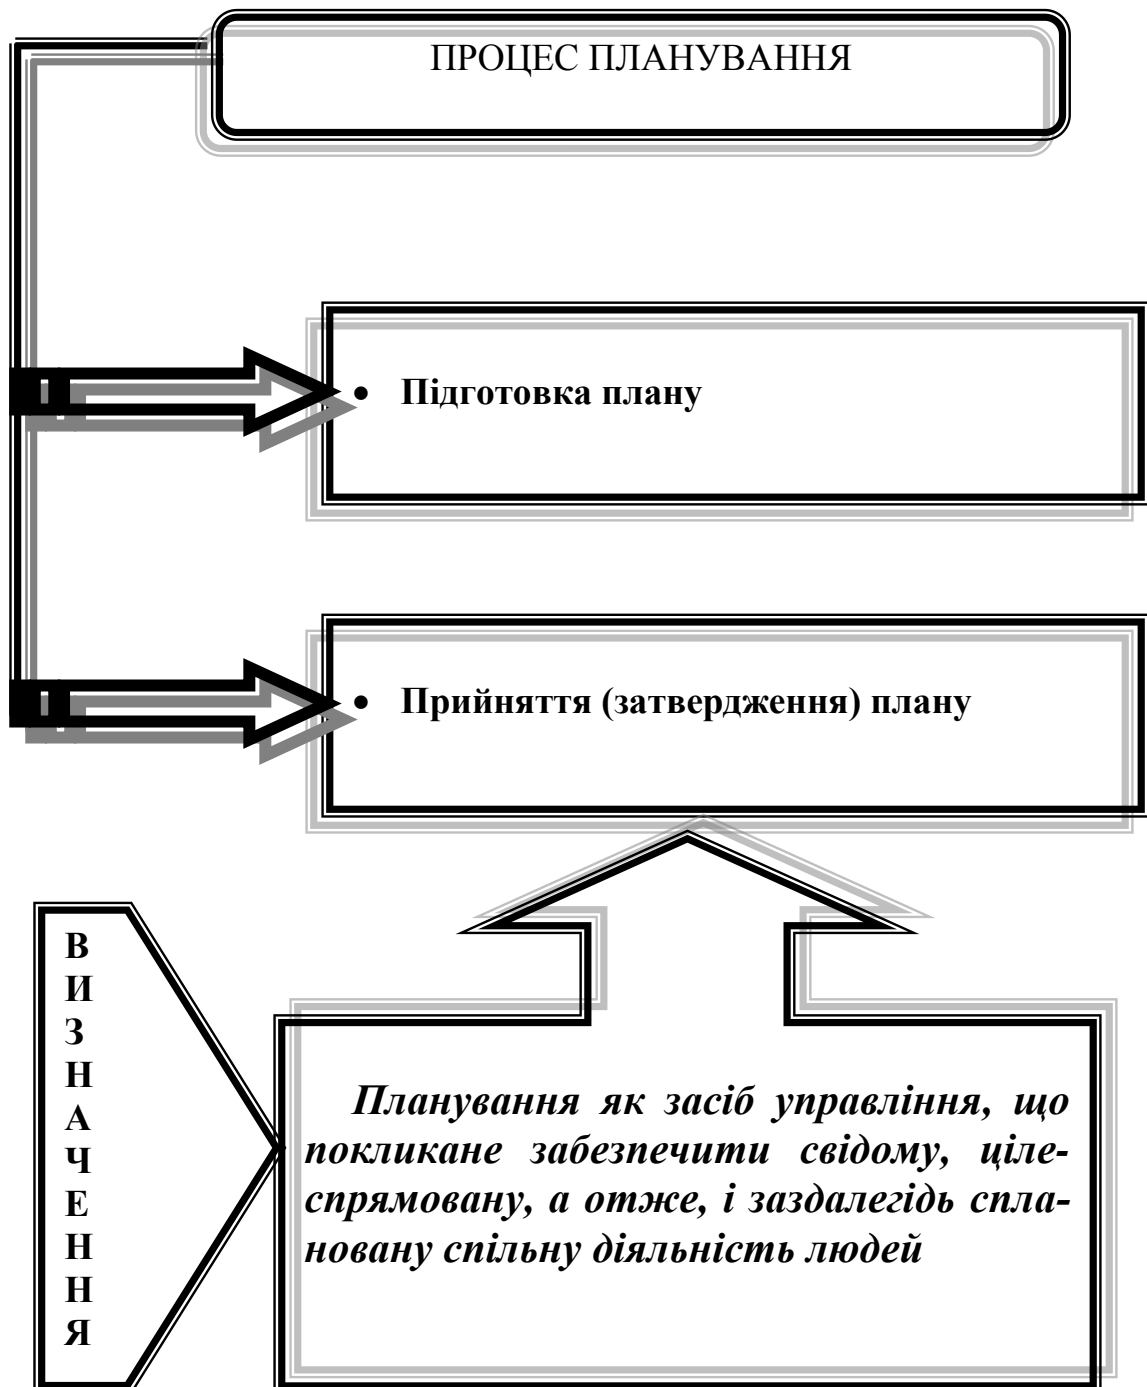 ПРОЦЕС ПЛАНУВАННЯ
• Підготовка плану
• Прийняття (затвердження) плану
В
И
З
Н
А
Ч
Е
Н
Н
Я
Планування як засіб управління, що
покликане забезпечити свідому, ціле-
спрямовану, а отже, і заздалегідь спла-
новану спільну діяльність людей